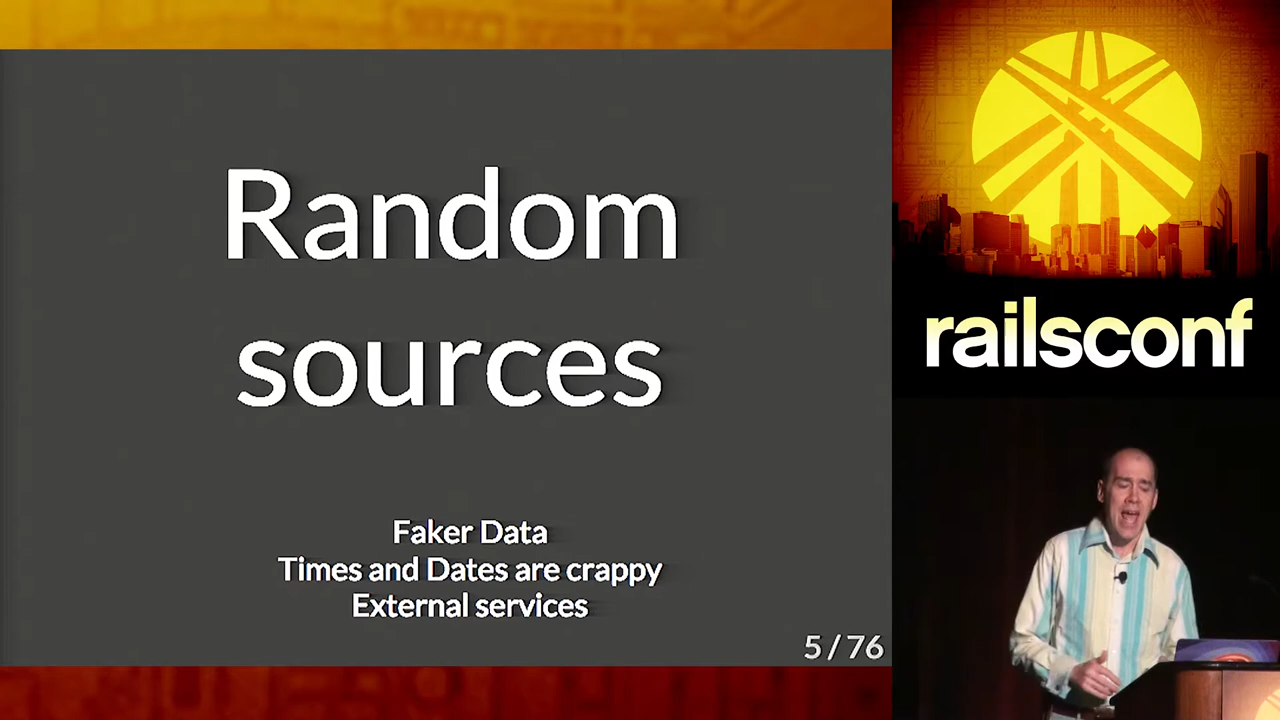 Random
sources
Faker Data
Times and Dates are crappy
External services
5 / 76
railsconf